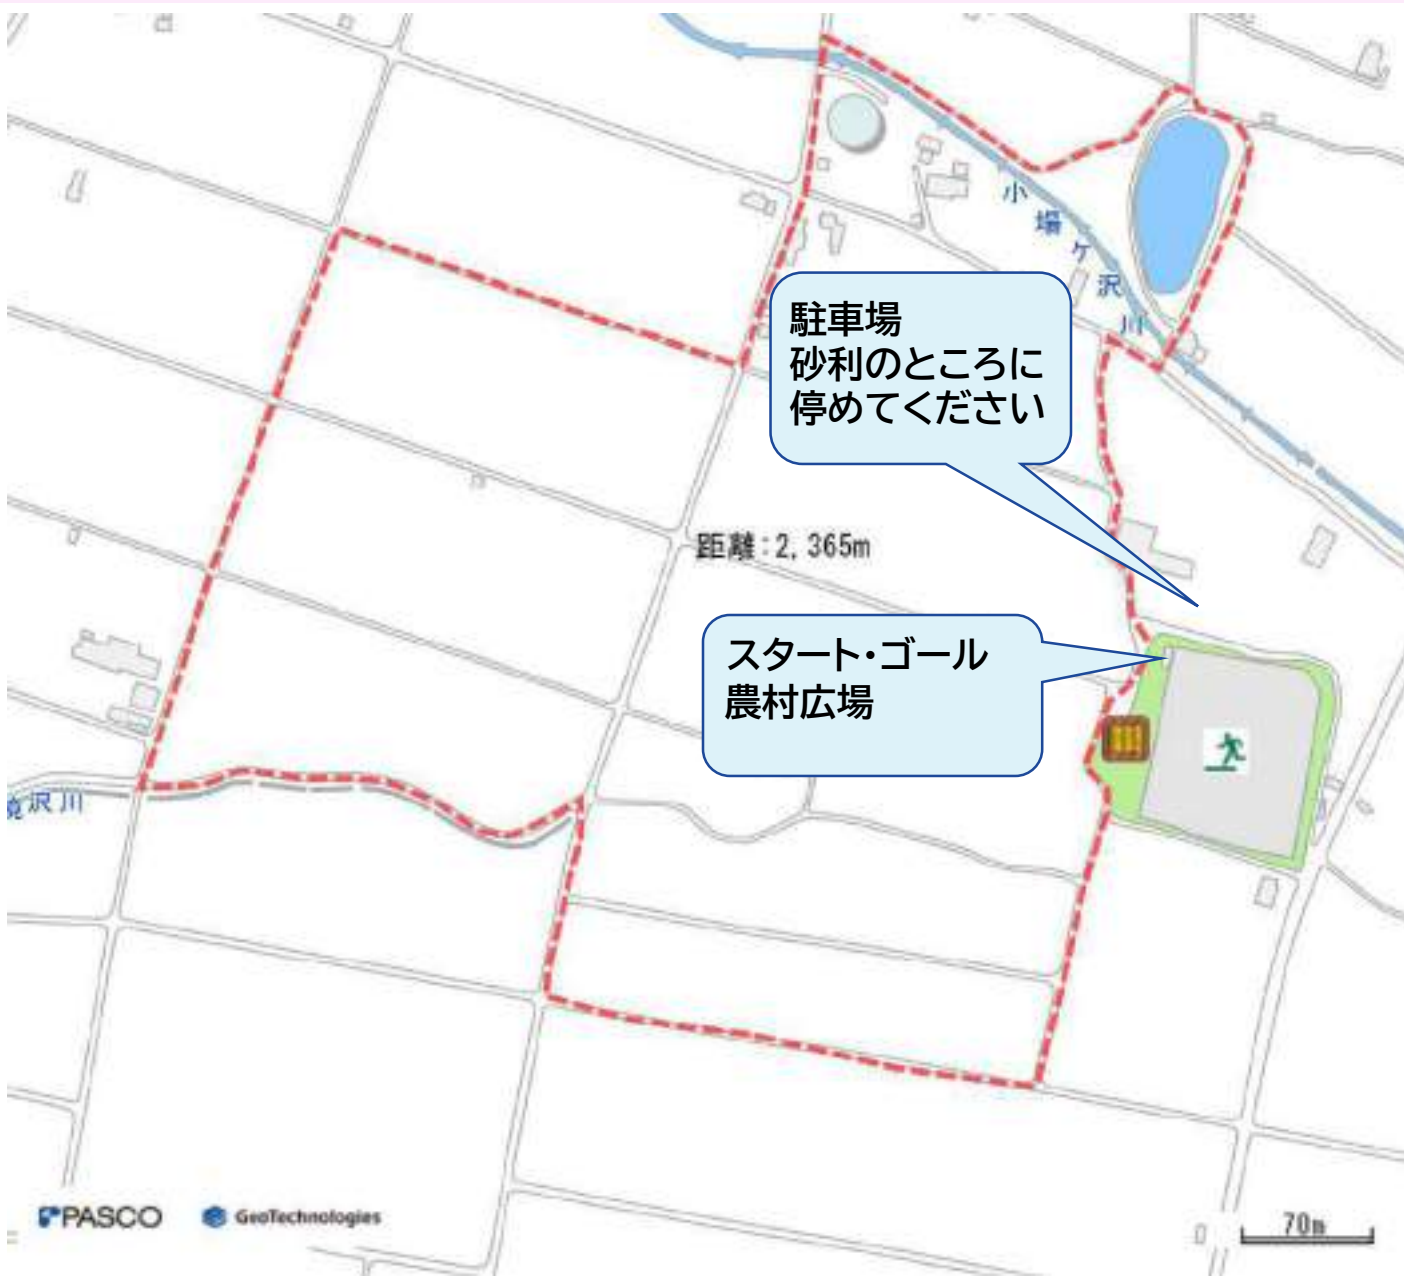 小場ケ沢川
駐車場
砂利のところに
停めてください
距離:2,365m
スタート・ゴール
農村広場
沢川
PASCO
GeoTechnologies
70m